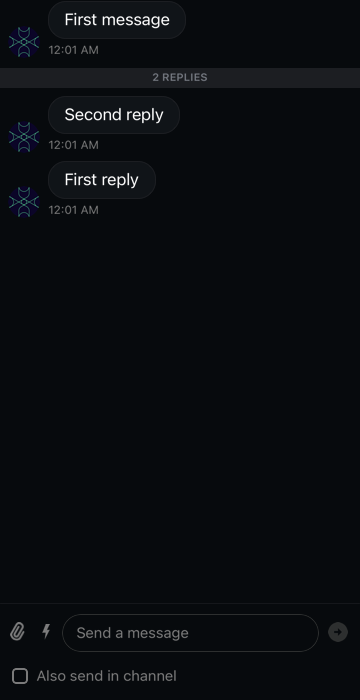 First message
12:01 AM
2 REPLIES
Second reply
12:01 AM
First reply
12:01 AM
Send a message
Also send in channel